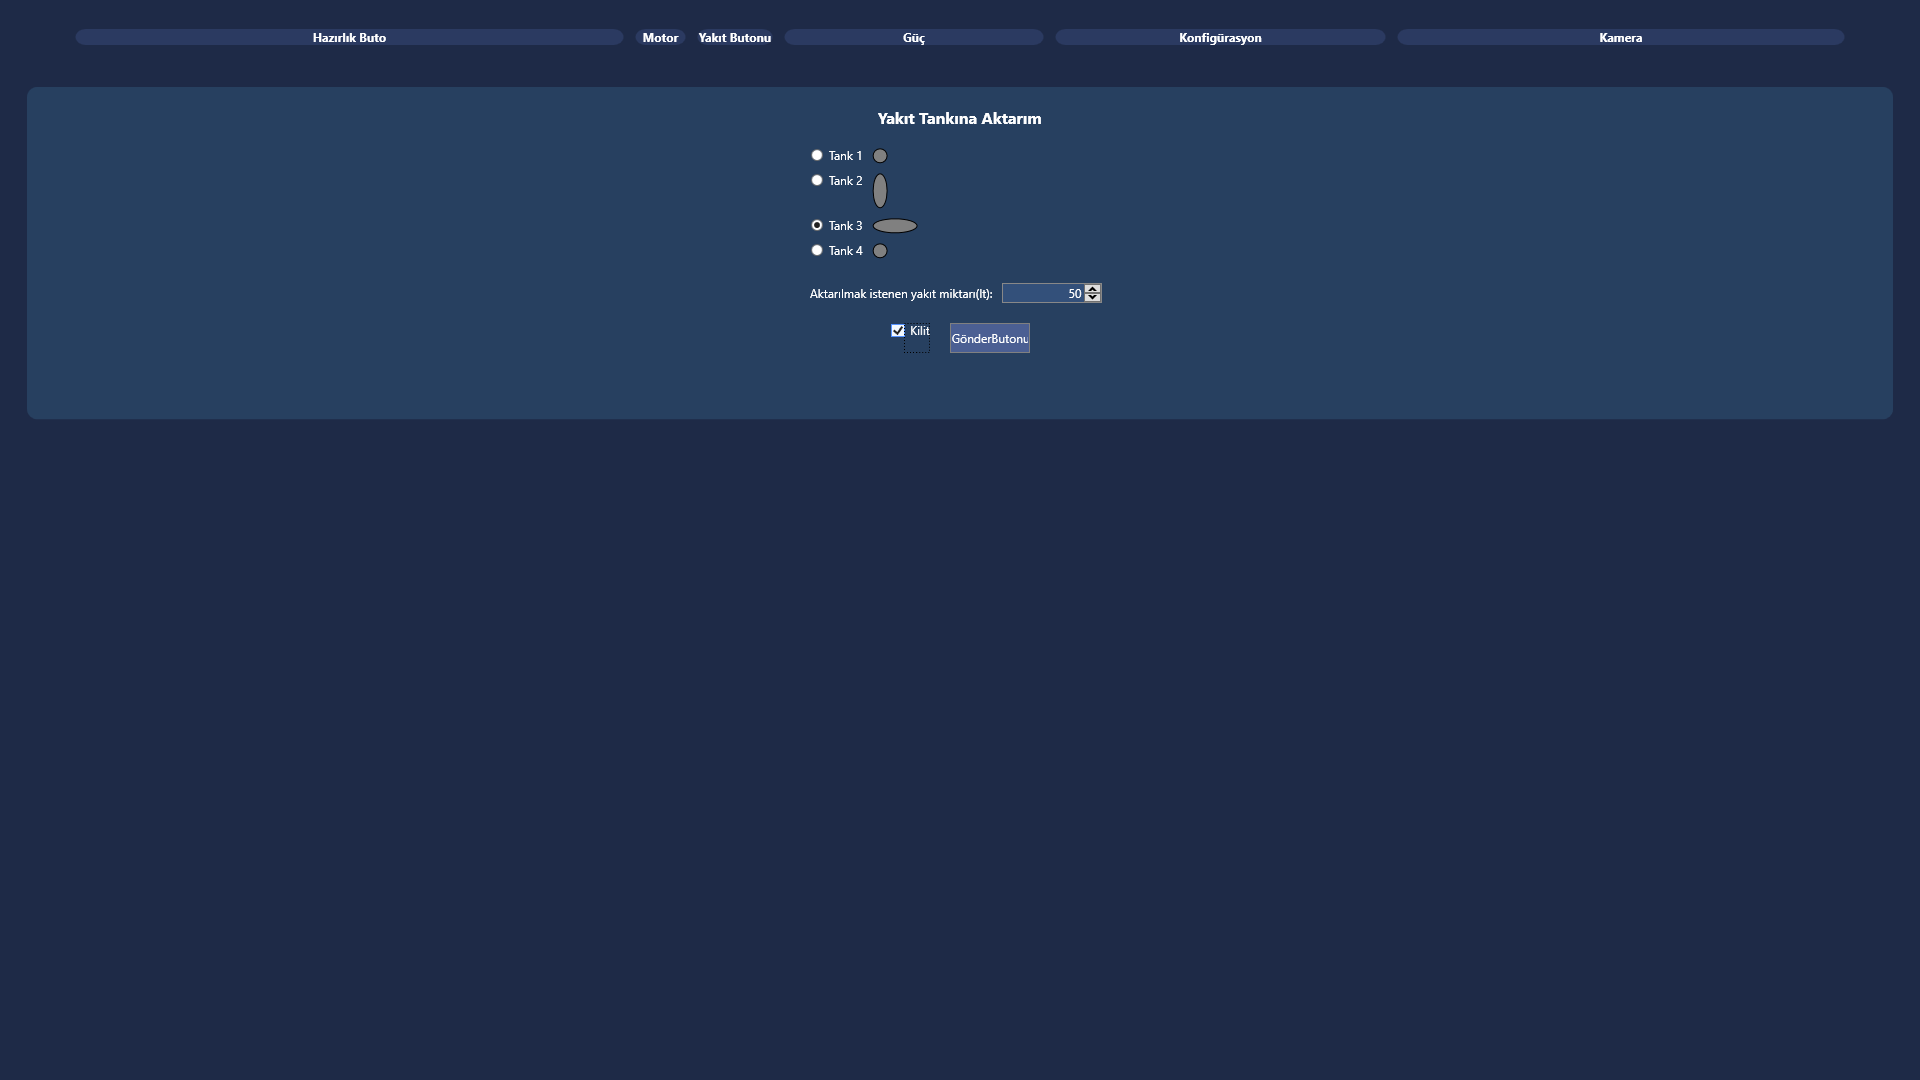 Hazırlık Buto
Motor
Yakıt Butonu
Güç
Konfigürasyon
Kamera
Yakıt Tankına Aktarım
Tank 1
Tank 2
Tank 3
Tank 4
Aktarılmak istenen yakıt miktarı(lt): 50
Kilit
GönderButonu